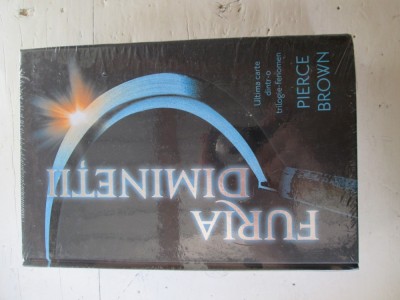 Ultima carte
dintr-o
trilogie-fenomen
PIERCE
BROWN
FURIA
DIMINEȚII